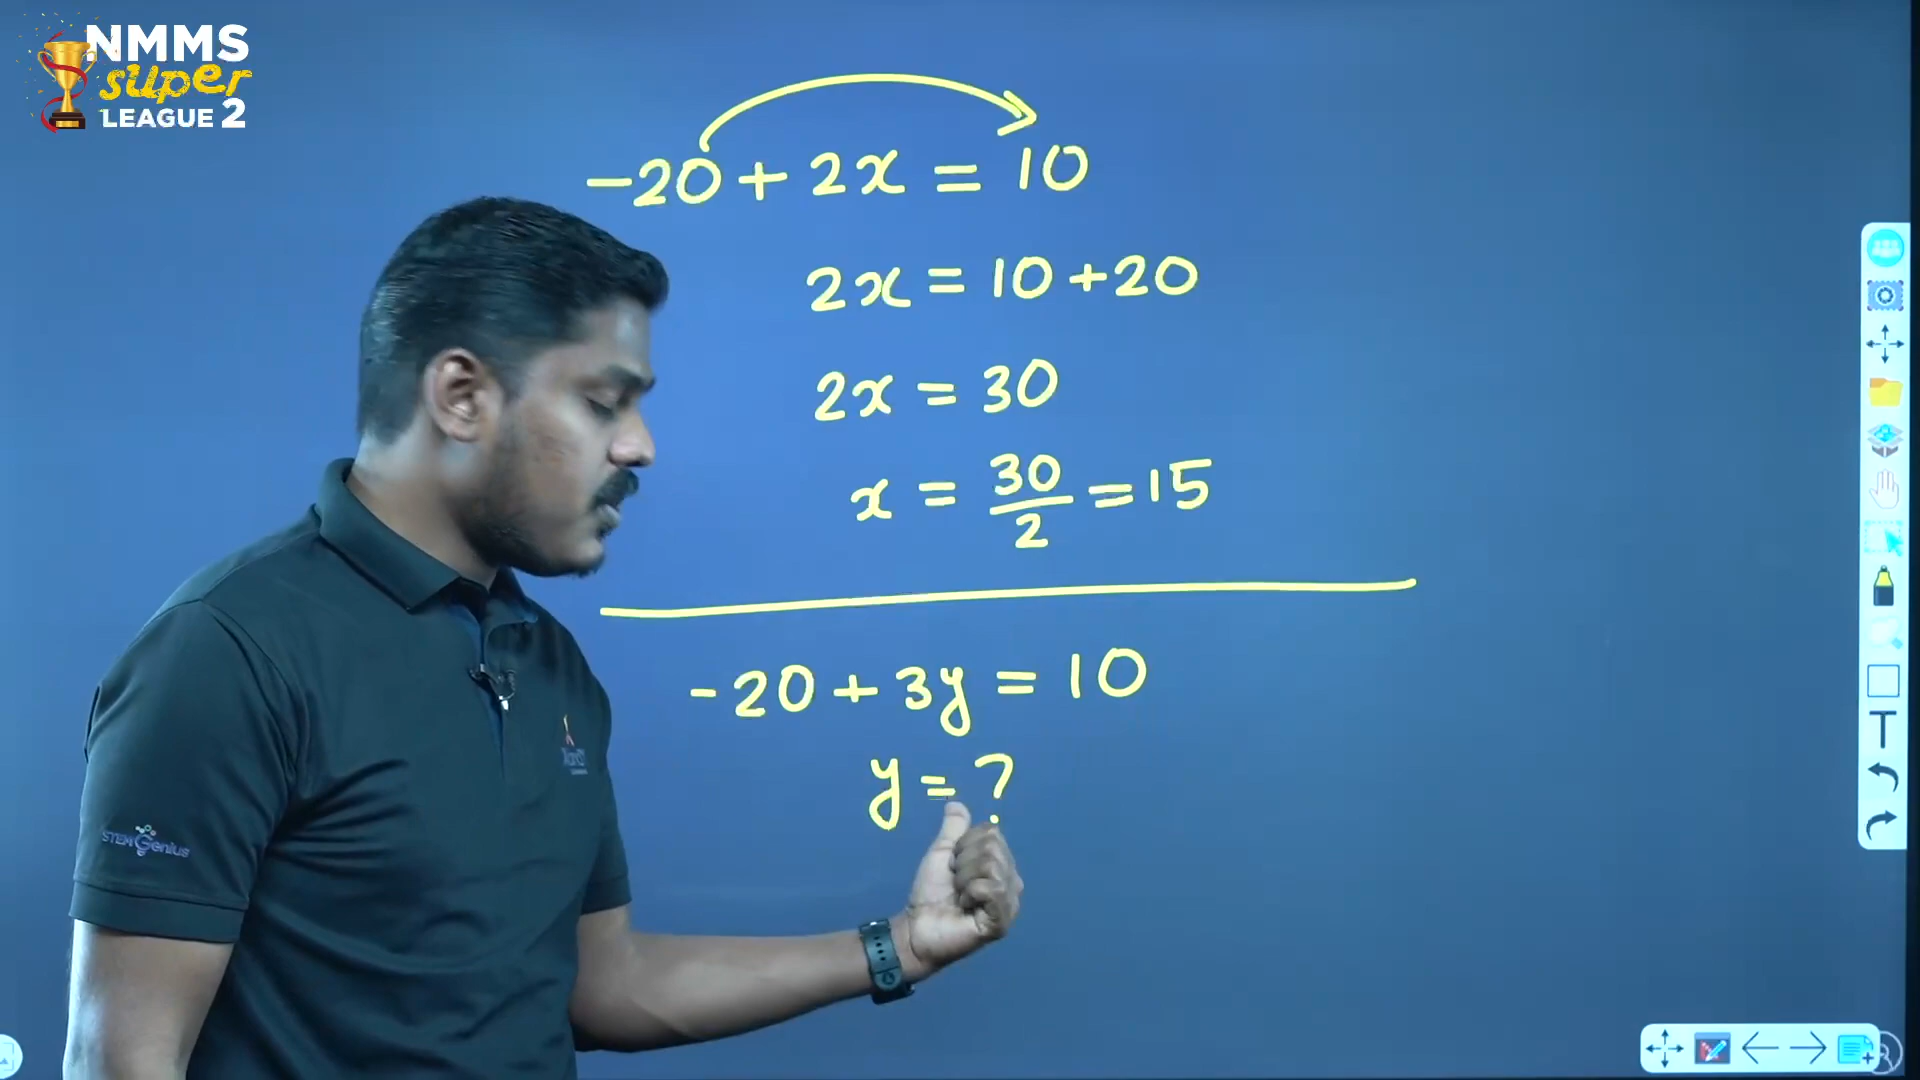 NMMS
super
LEAGUE 2
-20 + 2x = 10
2x = 10 + 20
2x = 30
x = 30/2 = 15
-20 + 3y = 10
y = ?
STEM Genius
T